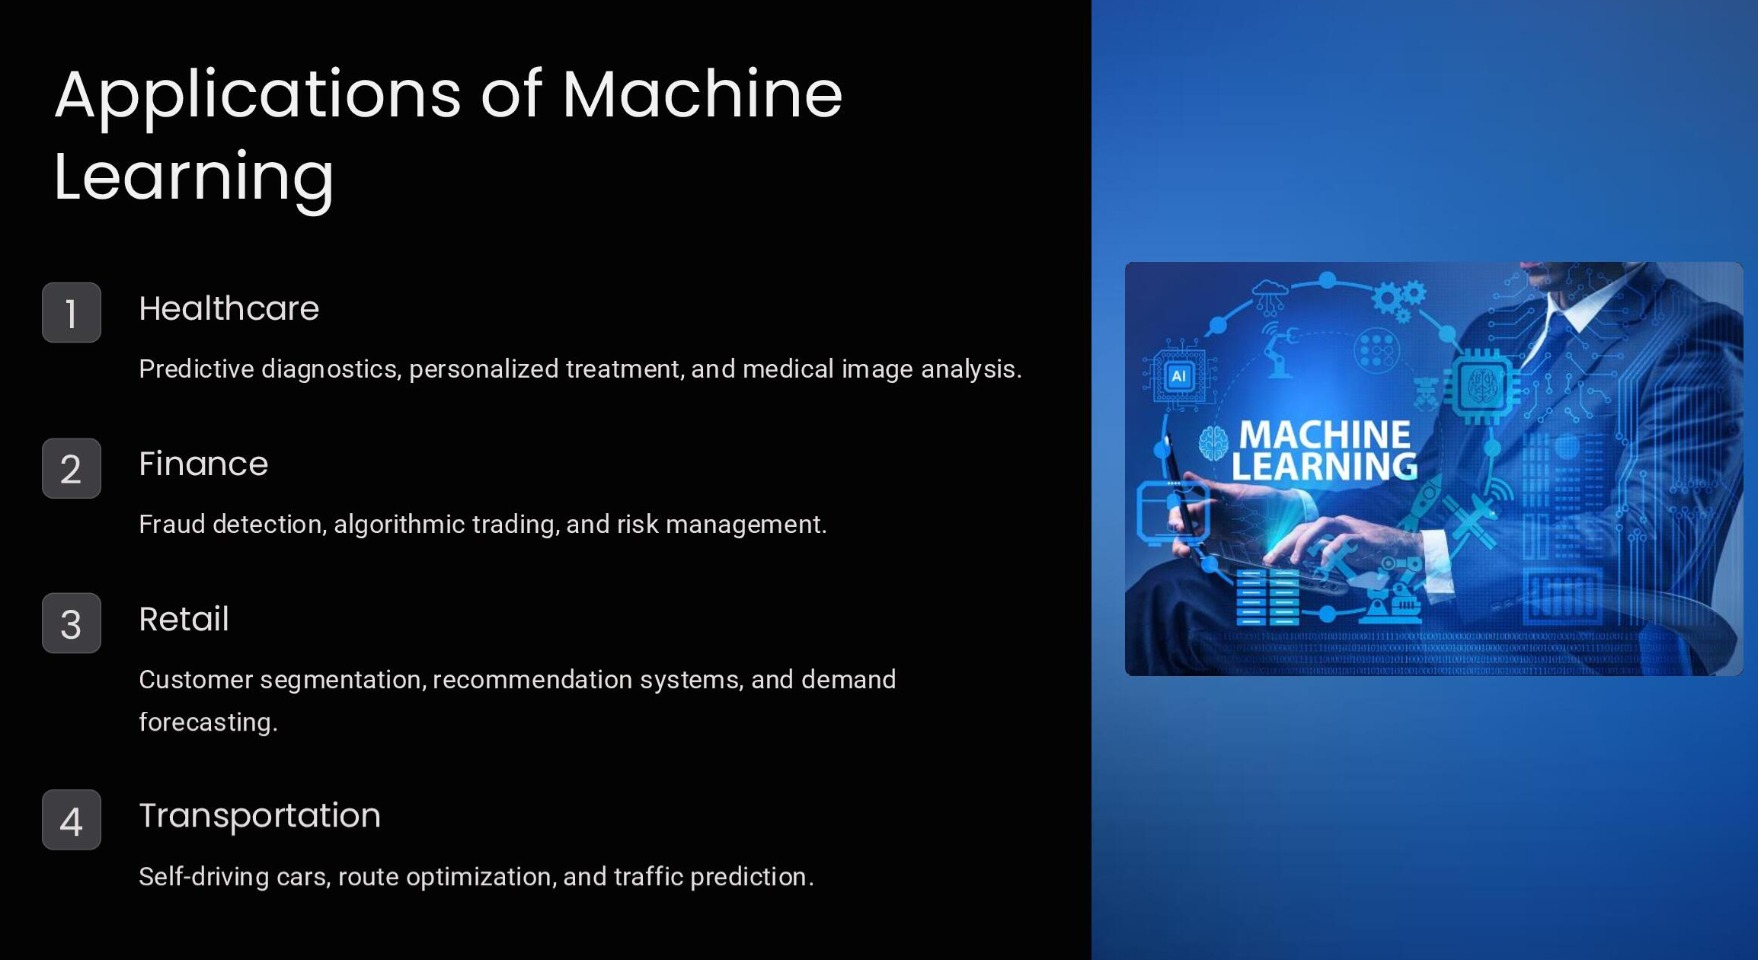 Applications of Machine
Learning
1
Healthcare
Predictive diagnostics, personalized treatment, and medical image analysis.
2
Finance
Fraud detection, algorithmic trading, and risk management.
3
Retail
Customer segmentation, recommendation systems, and demand
forecasting.
4
Transportation
Self-driving cars, route optimization, and traffic prediction.
AI
MACHINE
LEARNING